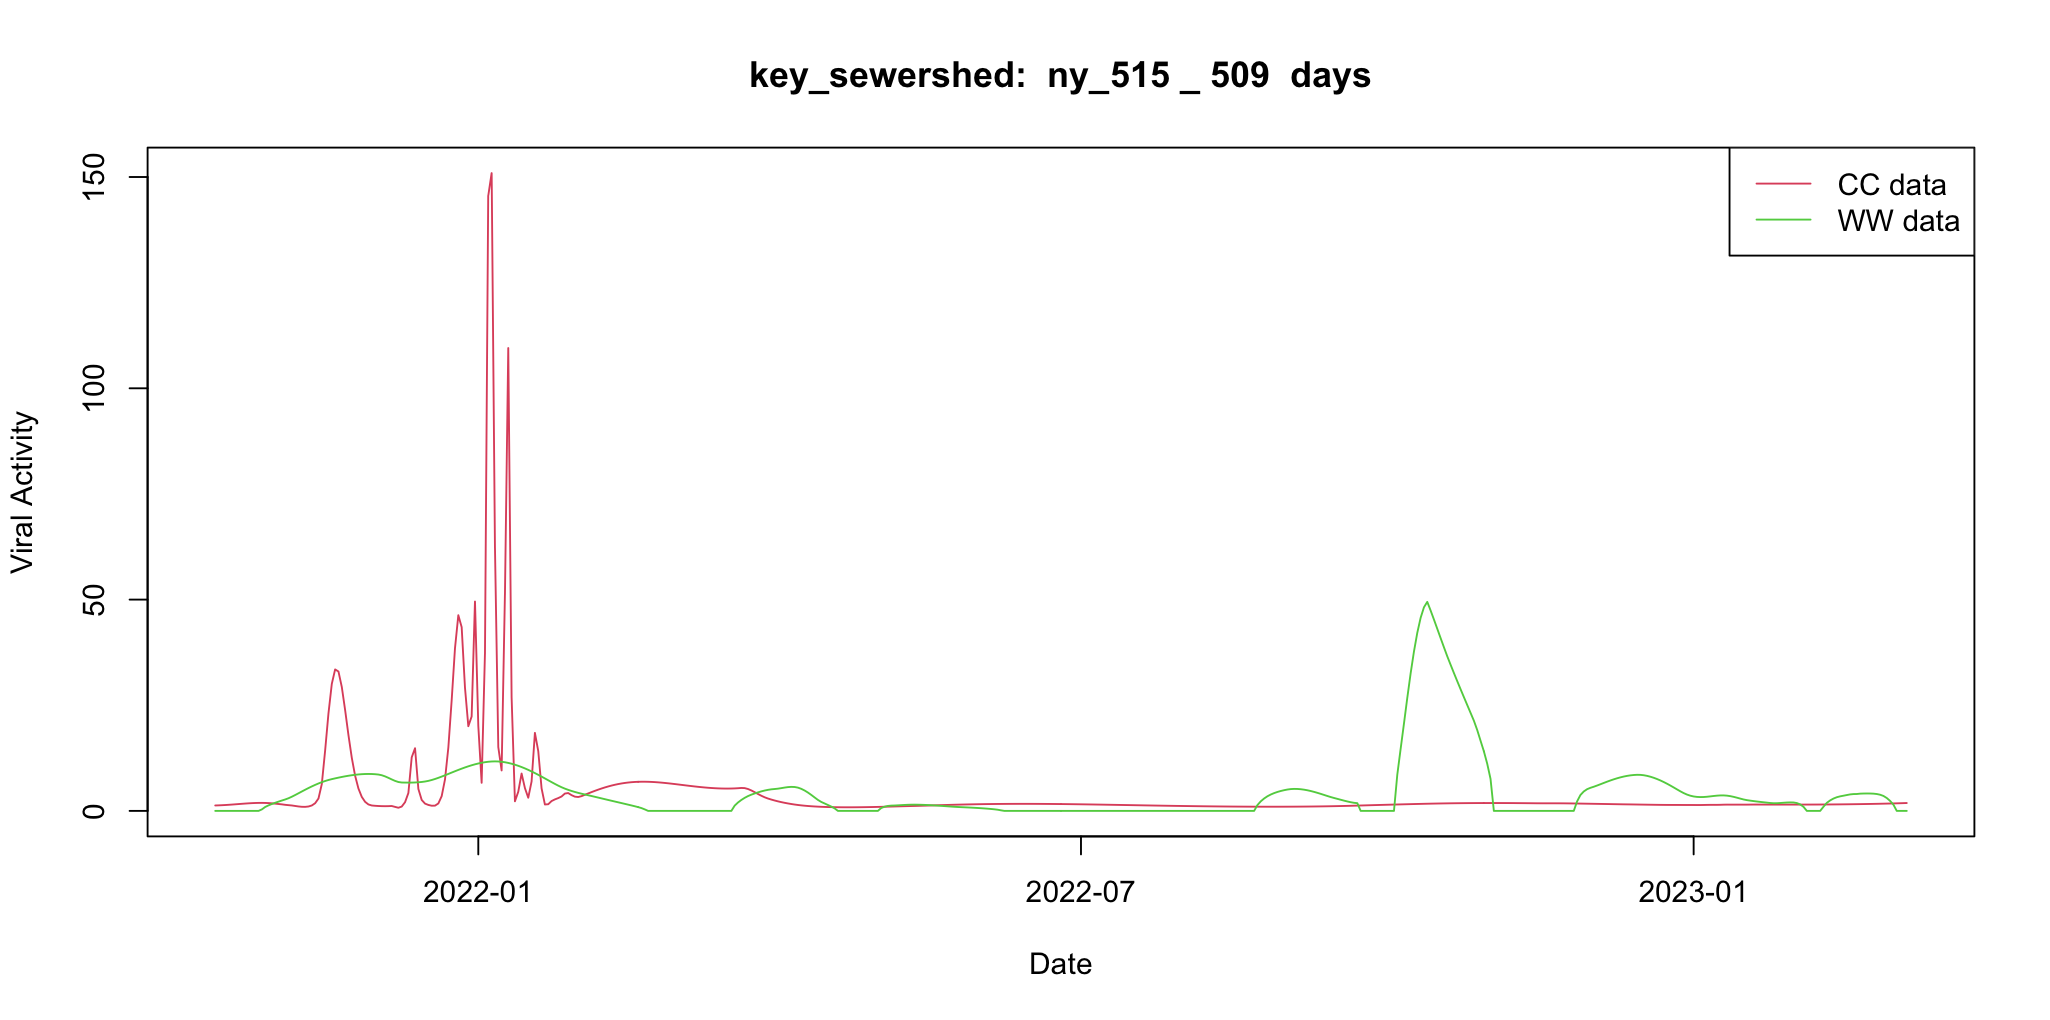 key_sewershed:  ny_515 _ 509  days
CC data
WW data
Viral Activity
150
100
50
0
2022-01
2022-07
2023-01
Date